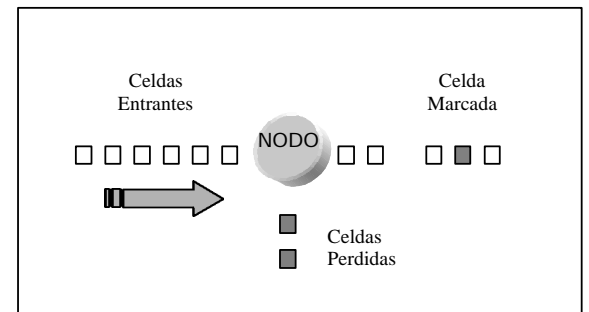 Celdas
Entrantes
Celda
Marcada
NODO
Celdas
Perdidas